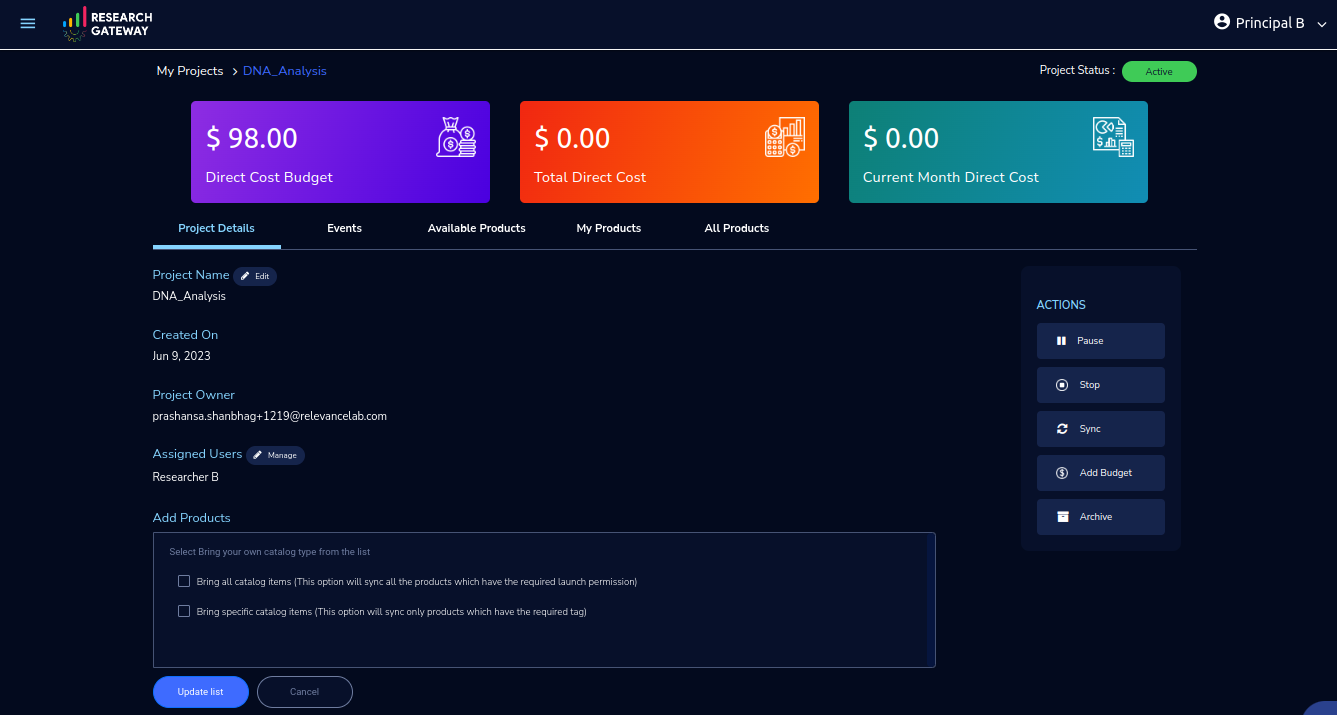 RESEARCH
GATEWAY
Principal B
My Projects > DNA_Analysis
Project Status : Active
$ 98.00
Direct Cost Budget
$ 0.00
Total Direct Cost
$ 0.00
Current Month Direct Cost
Project Details Events Available Products My Products All Products
Project Name Edit
DNA_Analysis
Created On
Jun 9, 2023
Project Owner
prashansa.shanbhag+1219@relevancelab.com
Assigned Users Manage
Researcher B
Add Products
Select Bring your own catalog type from the list
Bring all catalog items (This option will sync all the products which have the required launch permission)
Bring specific catalog items (This option will sync only products which have the required tag)
Update list Cancel
ACTIONS
Pause
Stop
Sync
Add Budget
Archive